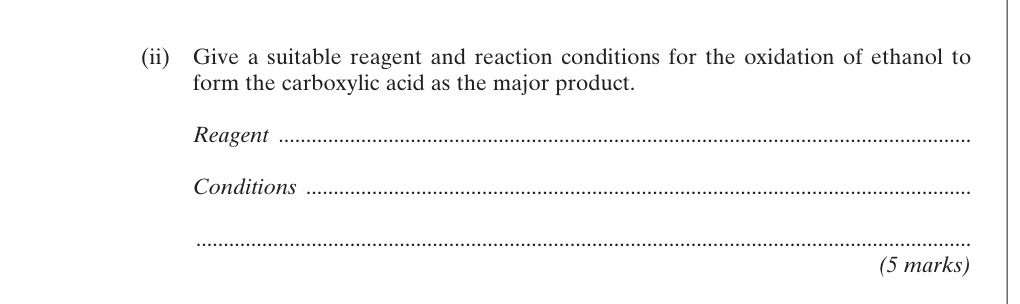 (ii) Give a suitable reagent and reaction conditions for the oxidation of ethanol to
form the carboxylic acid as the major product.
Reagent ....................................................................................................
Conditions ....................................................................................................
....................................................................................................
(5 marks)